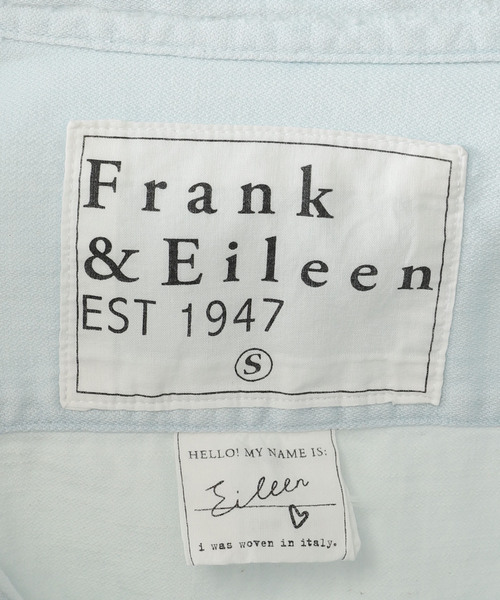 Frank
& Eileen
EST 1947
S
HELLO! MY NAME IS:
Eileen
i was woven in italy.